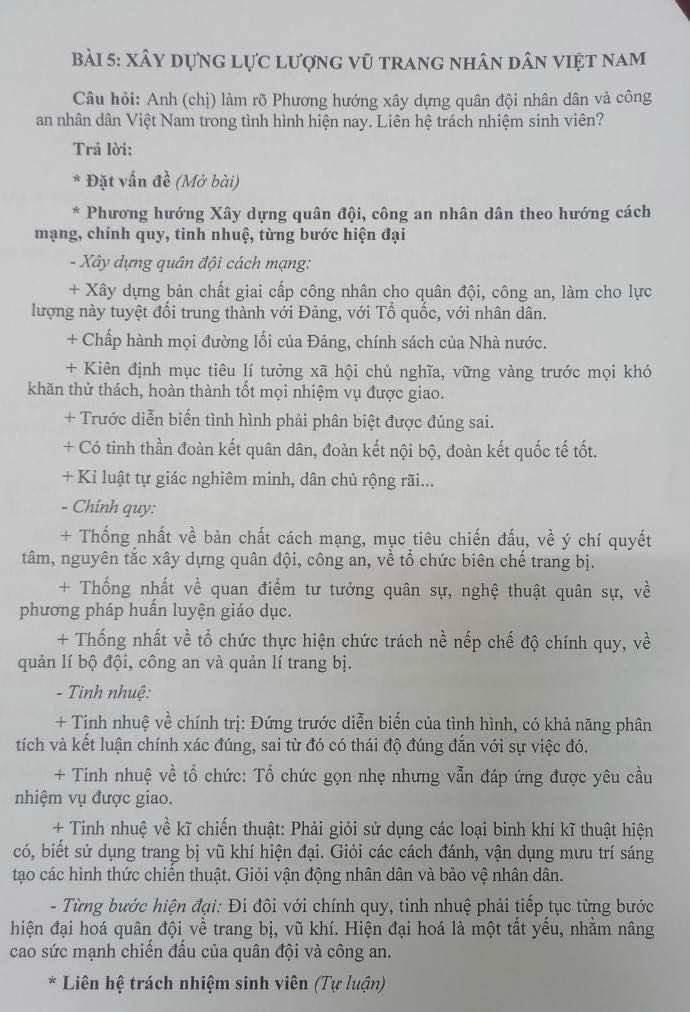 BÀI 5: XÂY DỰNG LỰC LƯỢNG VŨ TRANG NHÂN DÂN VIỆT NAM
Câu hỏi: Anh (chị) làm rõ Phương hướng xây dựng quân đội nhân dân và công
an nhân dân Việt Nam trong tình hình hiện nay. Liên hệ trách nhiệm sinh viên?
Trả lời:
* Đặt vấn đề (Mở bài)
* Phương hướng Xây dựng quân đội, công an nhân dân theo hướng cách
mạng, chính quy, tinh nhuệ, từng bước hiện đại
- Xây dựng quân đội cách mạng:
+ Xây dựng bản chất giai cấp công nhân cho quân đội, công an, làm cho lực
lượng này tuyệt đối trung thành với Đảng, với Tổ quốc, với nhân dân.
+ Chấp hành mọi đường lối của Đảng, chính sách của Nhà nước.
+ Kiên định mục tiêu lí tưởng xã hội chủ nghĩa, vững vàng trước mọi khó
khăn thử thách, hoàn thành tốt mọi nhiệm vụ được giao.
+ Trước diễn biến tình hình phải phân biệt được đúng sai.
+ Có tinh thần đoàn kết quân dân, đoàn kết nội bộ, đoàn kết quốc tế tốt.
+ Kỉ luật tự giác nghiêm minh, dân chủ rộng rãi...
- Chính quy:
+ Thống nhất về bản chất cách mạng, mục tiêu chiến đấu, về ý chí quyết
tâm, nguyên tắc xây dựng quân đội, công an, về tổ chức biên chế trang bị.
+ Thống nhất về quan điểm tư tưởng quân sự, nghệ thuật quân sự, về
phương pháp huấn luyện giáo dục.
+ Thống nhất về tổ chức thực hiện chức trách nề nếp chế độ chính quy, về
quản lí bộ đội, công an và quản lí trang bị.
- Tinh nhuệ:
+ Tinh nhuệ về chính trị: Đứng trước diễn biến của tình hình, có khả năng phân
tích và kết luận chính xác đúng, sai từ đó có thái độ đúng đắn với sự việc đó.
+ Tinh nhuệ về tổ chức: Tổ chức gọn nhẹ nhưng vẫn đáp ứng được yêu cầu
nhiệm vụ được giao.
+ Tinh nhuệ về kĩ chiến thuật: Phải giỏi sử dụng các loại binh khí kĩ thuật hiện
có, biết sử dụng trang bị vũ khí hiện đại. Giỏi các cách đánh, vận dụng mưu trí sáng
tạo các hình thức chiến thuật. Giỏi vận động nhân dân và bảo vệ nhân dân.
- Từng bước hiện đại: Đi đôi với chính quy, tinh nhuệ phải tiếp tục từng bước
hiện đại hoá quân đội về trang bị, vũ khí. Hiện đại hoá là một tất yếu, nhằm nâng
cao sức mạnh chiến đấu của quân đội và công an.
* Liên hệ trách nhiệm sinh viên (Tự luận)